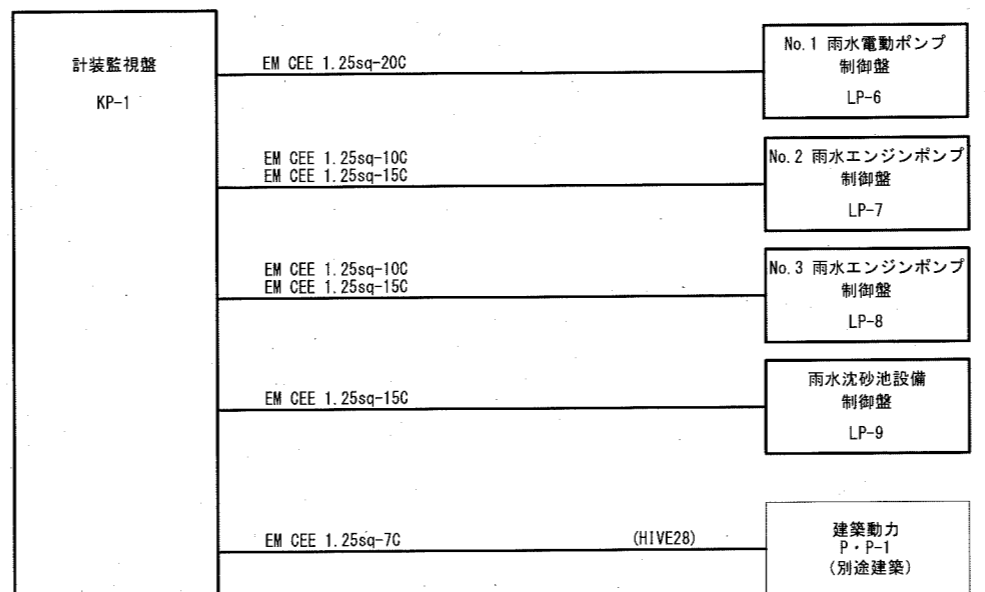 計装監視盤
KP-1
EM CEE 1.25sq-20C
No.1 雨水電動ポンプ
制御盤
LP-6
EM CEE 1.25sq-10C
EM CEE 1.25sq-15C
No.2 雨水エンジンポンプ
制御盤
LP-7
EM CEE 1.25sq-10C
EM CEE 1.25sq-15C
No.3 雨水エンジンポンプ
制御盤
LP-8
EM CEE 1.25sq-15C
雨水沈砂池設備
制御盤
LP-9
EM CEE 1.25sq-7C
(HIVE28)
建築動力
P・P-1
(別途建築)